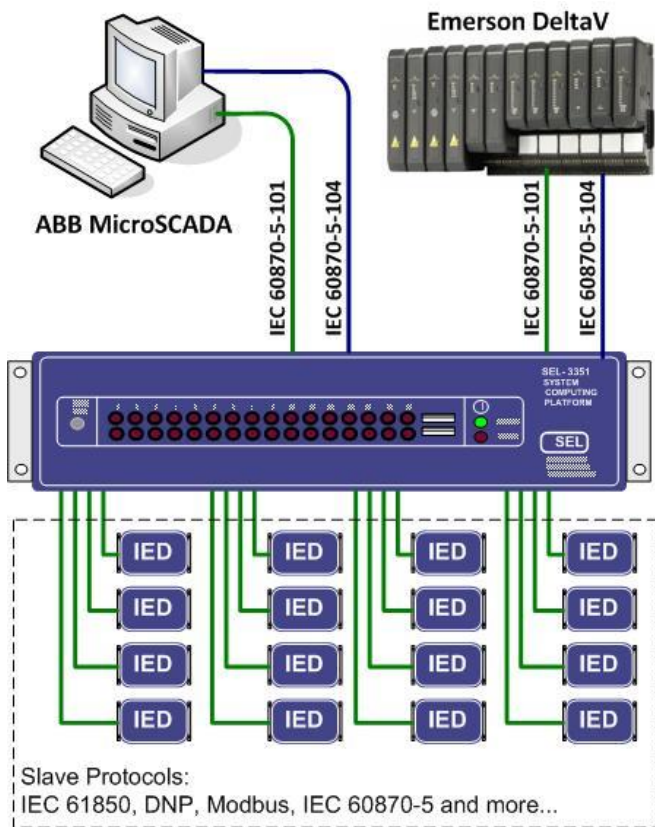 Emerson DeltaV
ABB MicroSCADA
IEC 60870-5-101
IEC 60870-5-104
IEC 60870-5-101
IEC 60870-5-104
SEL-3351
SYSTEM
COMPUTING
PLATFORM
SEL
IED IED IED IED
IED IED IED IED
IED IED IED IED
IED IED IED IED
Slave Protocols:
IEC 61850, DNP, Modbus, IEC 60870-5 and more...